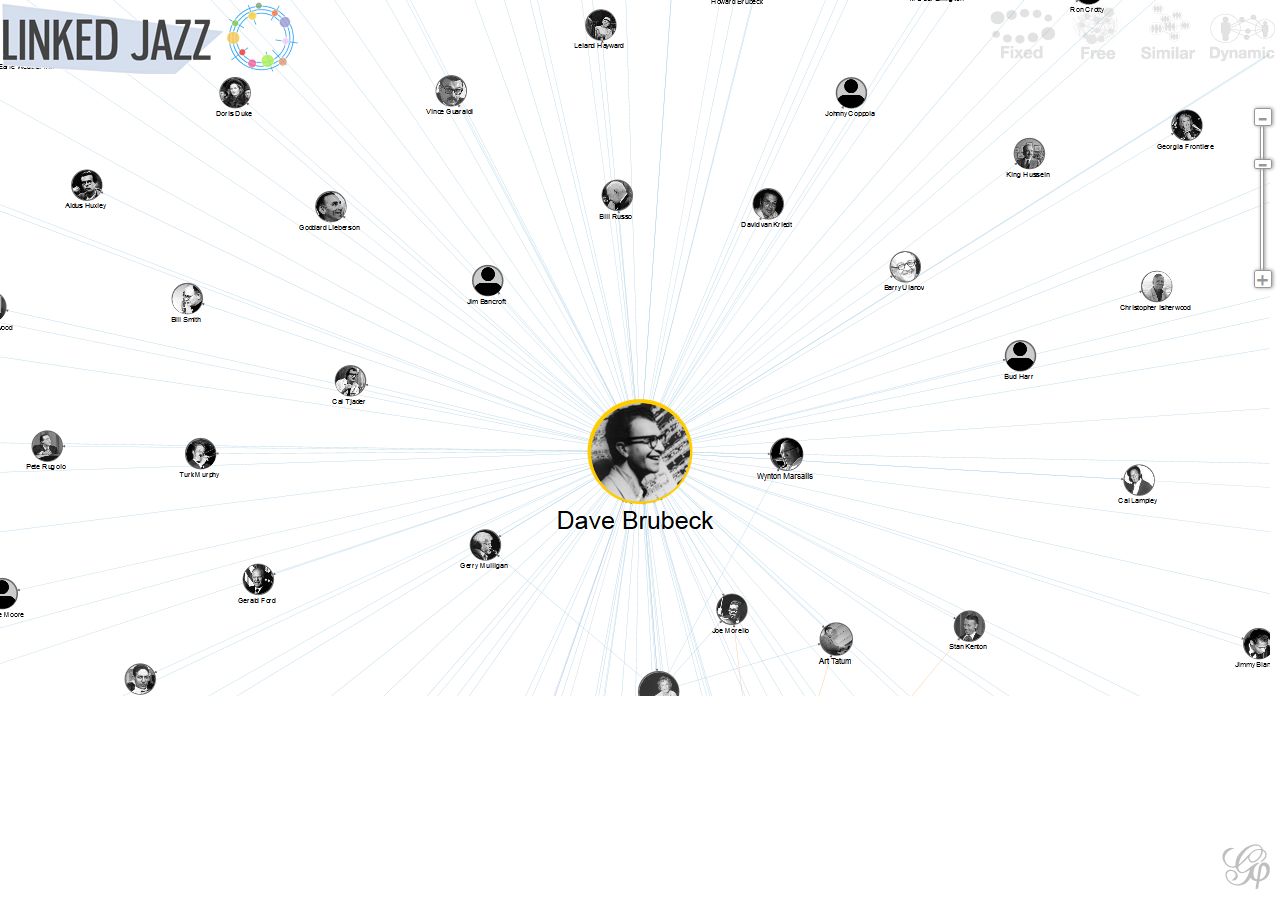 Howard Brubeck
Ron Crotty
LINKED JAZZ
Leland Hayward
Fixed
Free
Similar
Dynamic
Doris Duke
Vince Guaraldi
Johnny Coppola
Georgia Frontiere
King Hussein
Aldus Huxley
Goddard Lieberson
Bill Russo
David van Kriedt
Barry Ulanov
Jim Bancroft
Christopher Isherwood
Bill Smith
wood
Bud Harr
Cal Tjader
Pete Rugolo
Turk Murphy
Wynton Marsalis
Cal Lampley
Dave Brubeck
Gerry Mulligan
Gerald Ford
e Moore
Joe Morello
Stan Kenton
Art Tatum
Jimmy Blan
Gφ